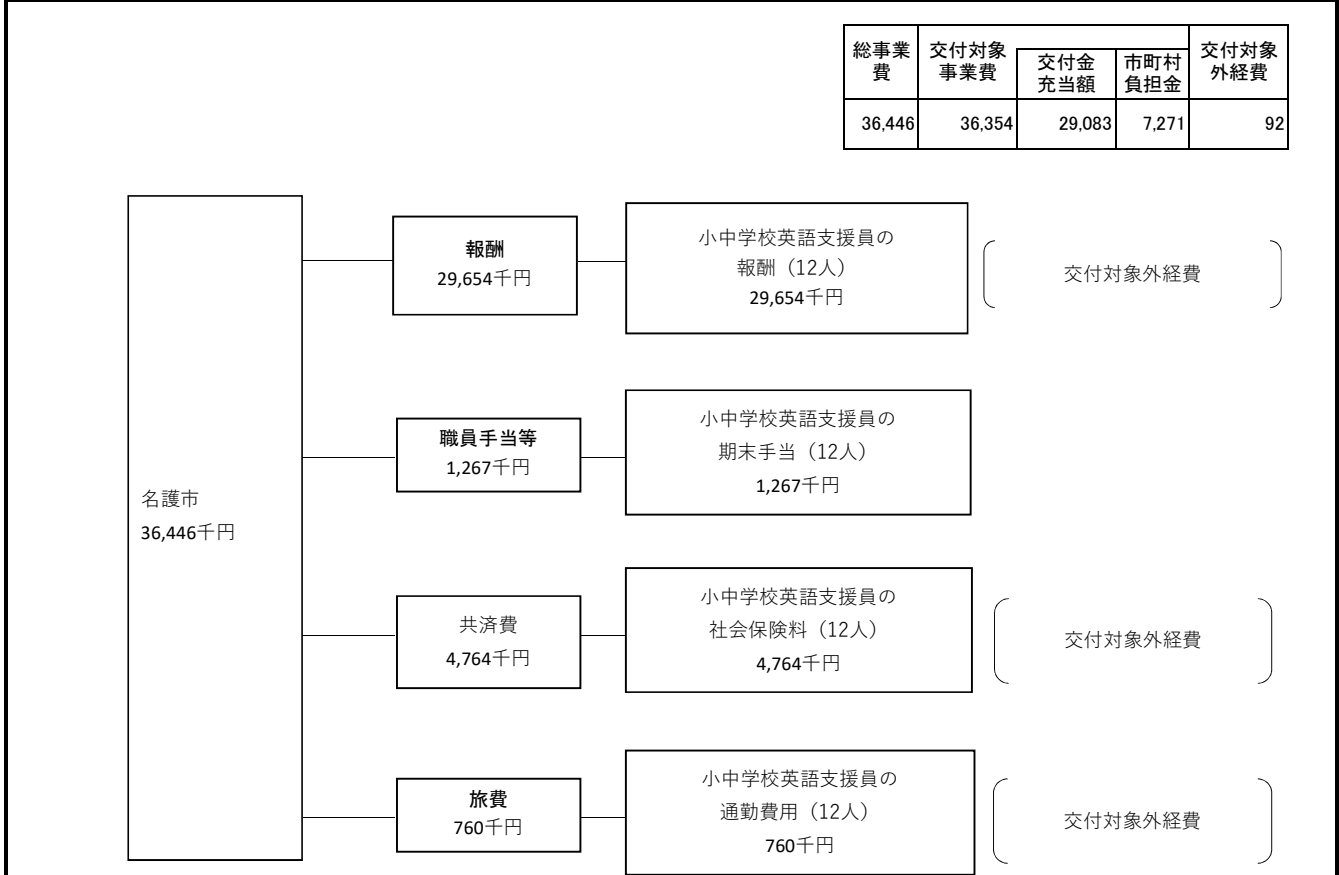 総事業費
交付対象事業費
交付金充当額
市町村負担金
交付対象外経費
36,446 36,354 29,083 7,271 92
名護市
36,446千円
報酬
29,654千円
小中学校英語支援員の
報酬（12人）
29,654千円
交付対象外経費
職員手当等
1,267千円
小中学校英語支援員の
期末手当（12人）
1,267千円
共済費
4,764千円
小中学校英語支援員の
社会保険料（12人）
4,764千円
交付対象外経費
旅費
760千円
小中学校英語支援員の
通勤費用（12人）
760千円
交付対象外経費